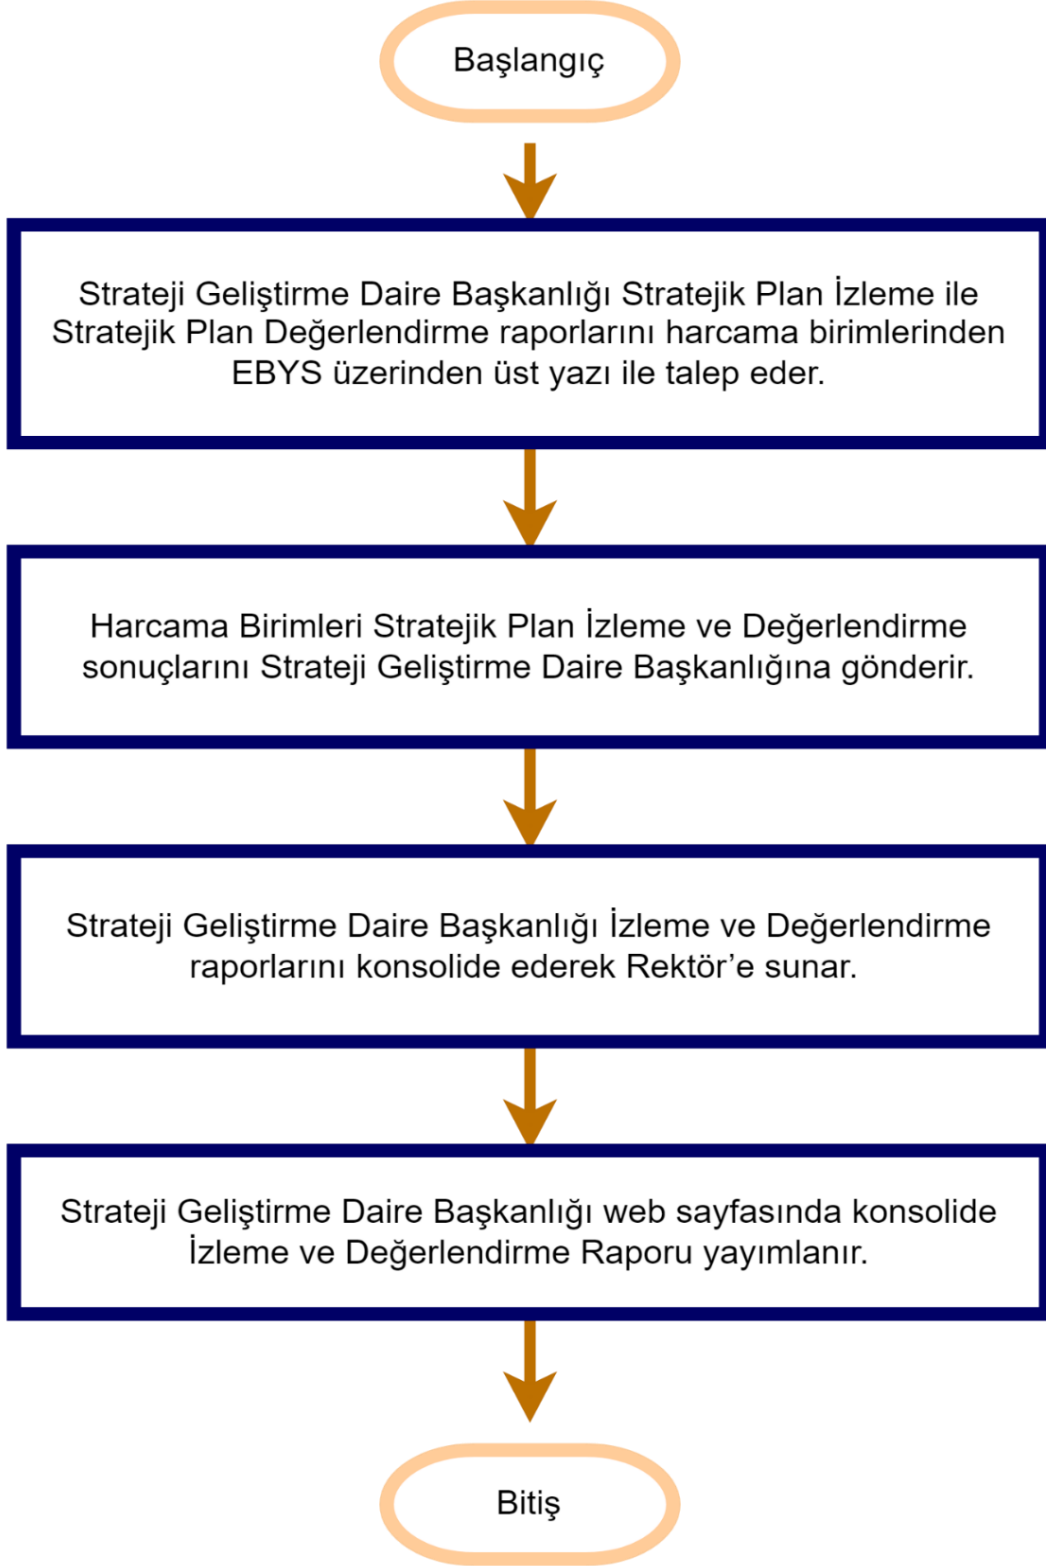 Başlangıç
Strateji Geliştirme Daire Başkanlığı Stratejik Plan İzleme ile
Stratejik Plan Değerlendirme raporlarını harcama birimlerinden
EBYS üzerinden üst yazı ile talep eder.
Harcama Birimleri Stratejik Plan İzleme ve Değerlendirme
sonuçlarını Strateji Geliştirme Daire Başkanlığına gönderir.
Strateji Geliştirme Daire Başkanlığı İzleme ve Değerlendirme
raporlarını konsolide ederek Rektör’e sunar.
Strateji Geliştirme Daire Başkanlığı web sayfasında konsolide
İzleme ve Değerlendirme Raporu yayımlanır.
Bitiş